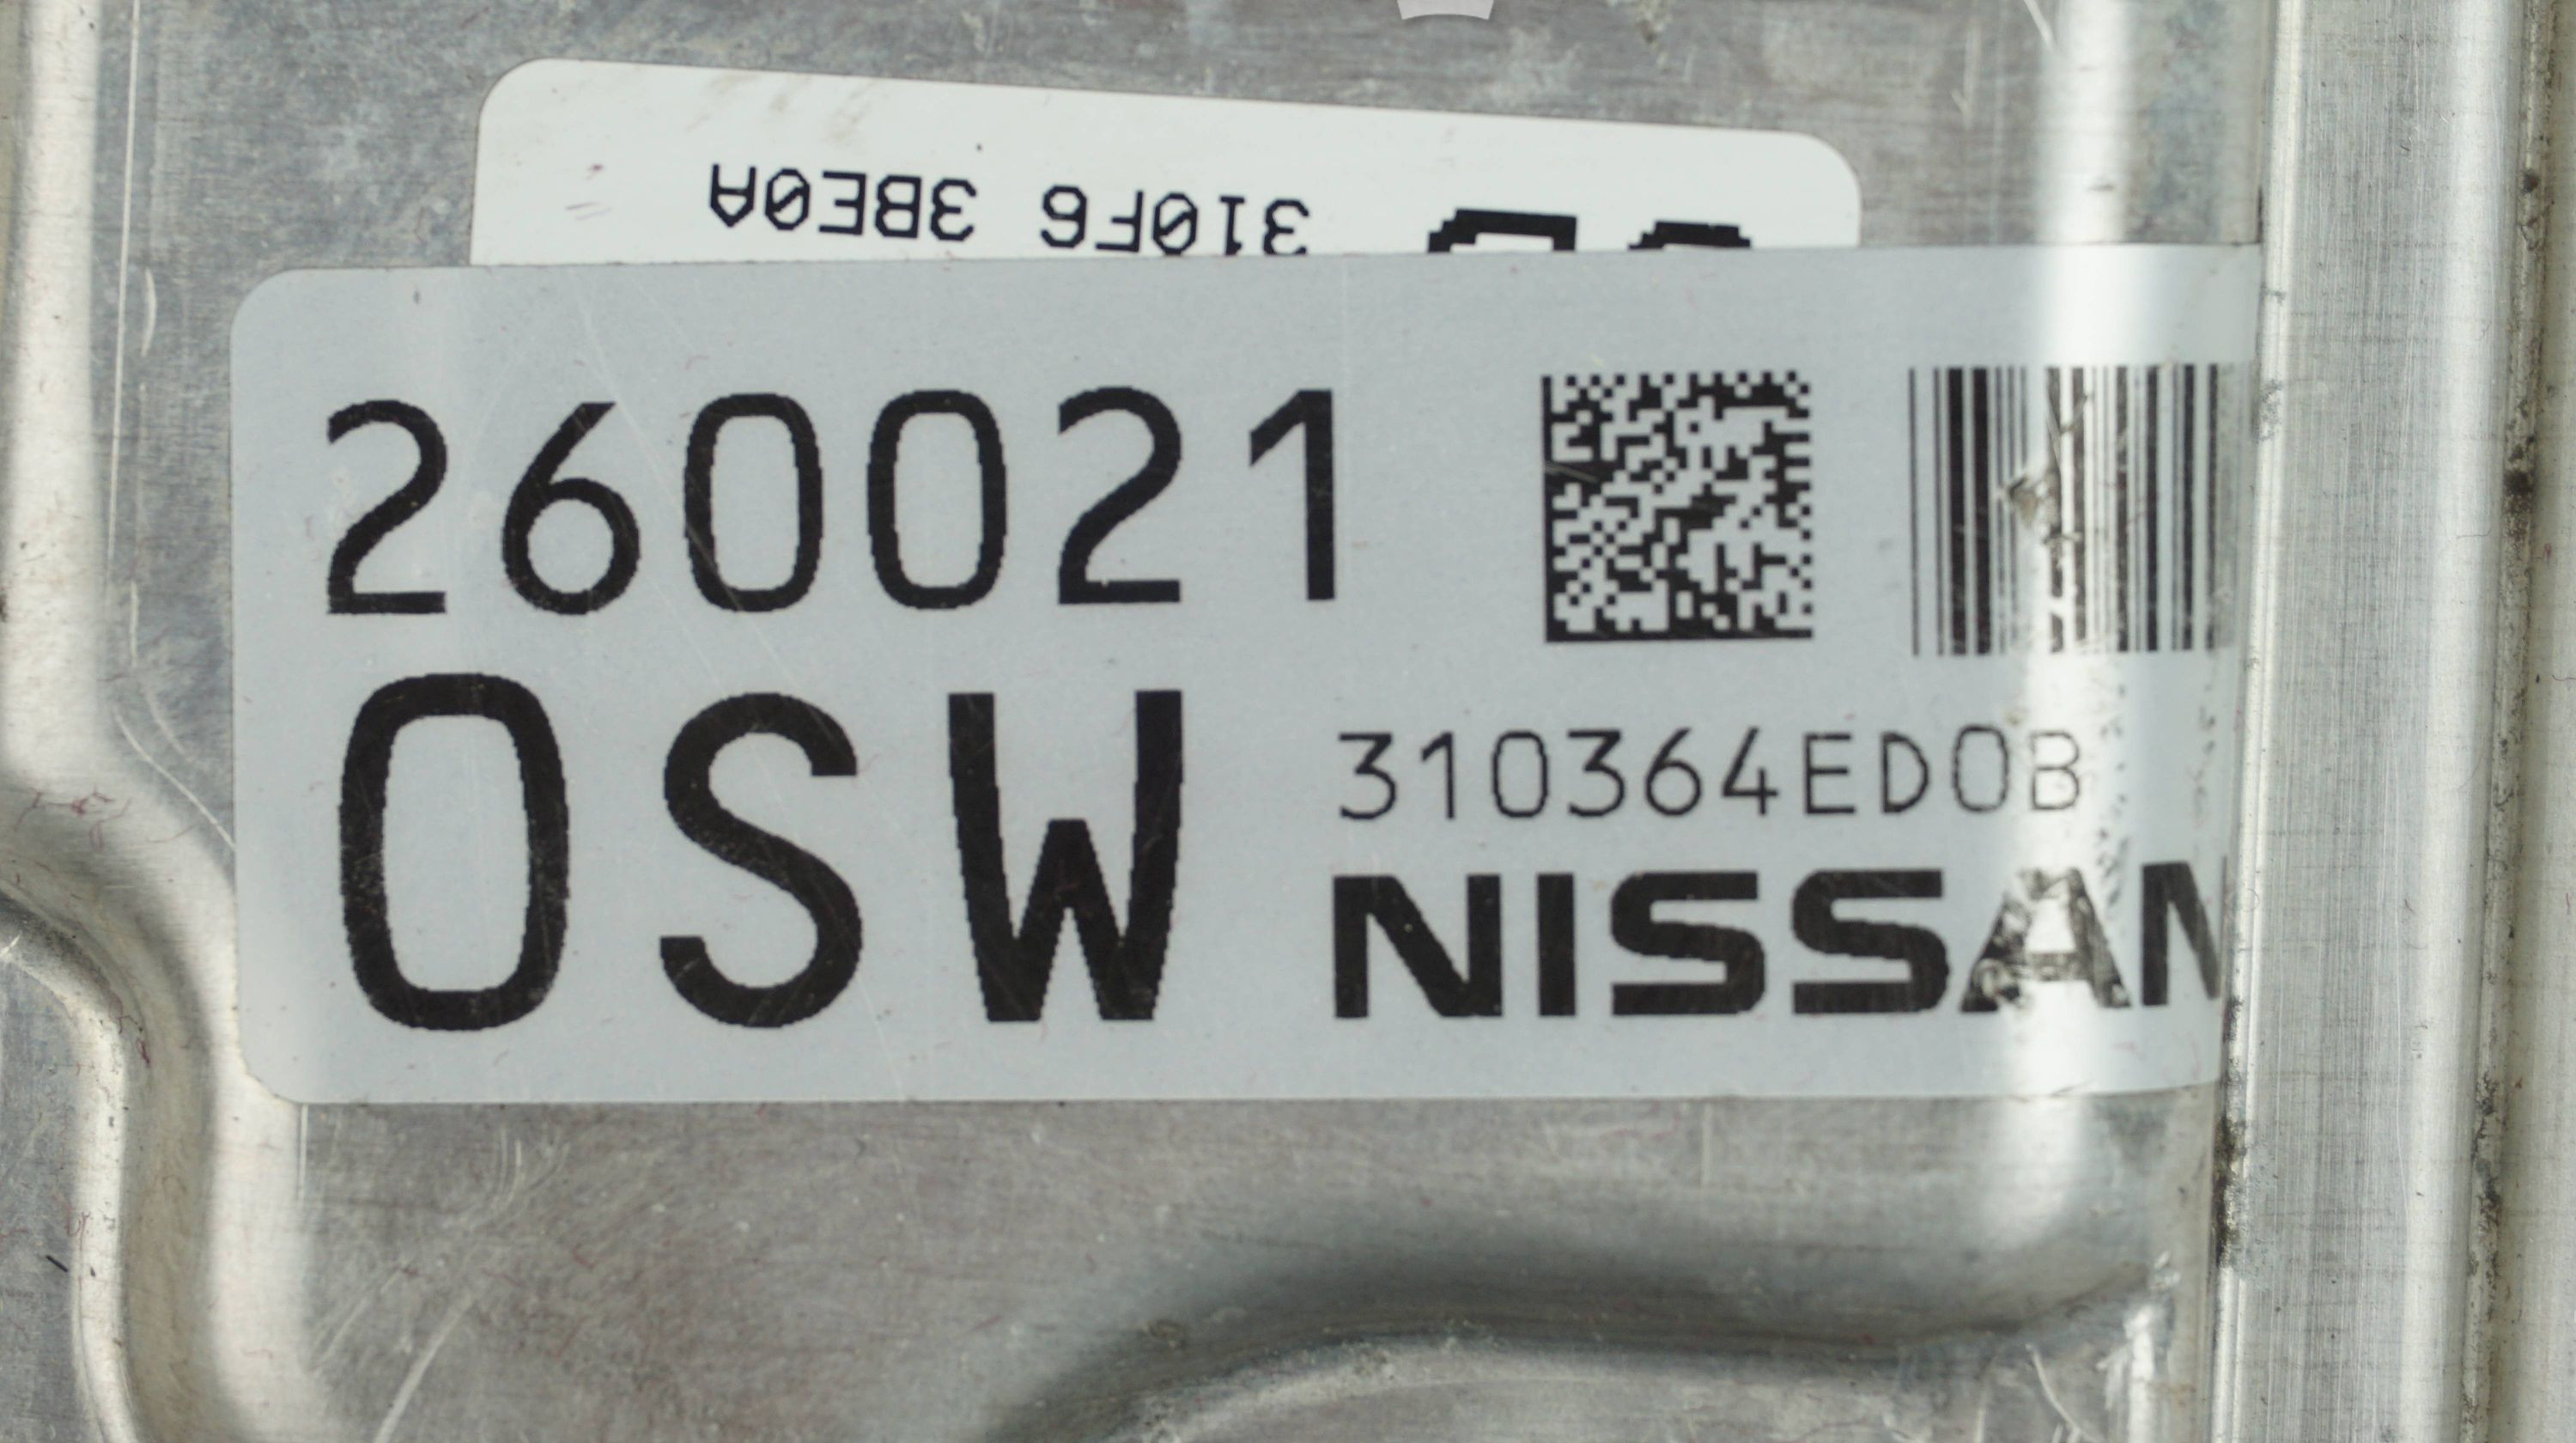 310F6 3BE0A
260021
OSW
310364ED0B
NISSAN